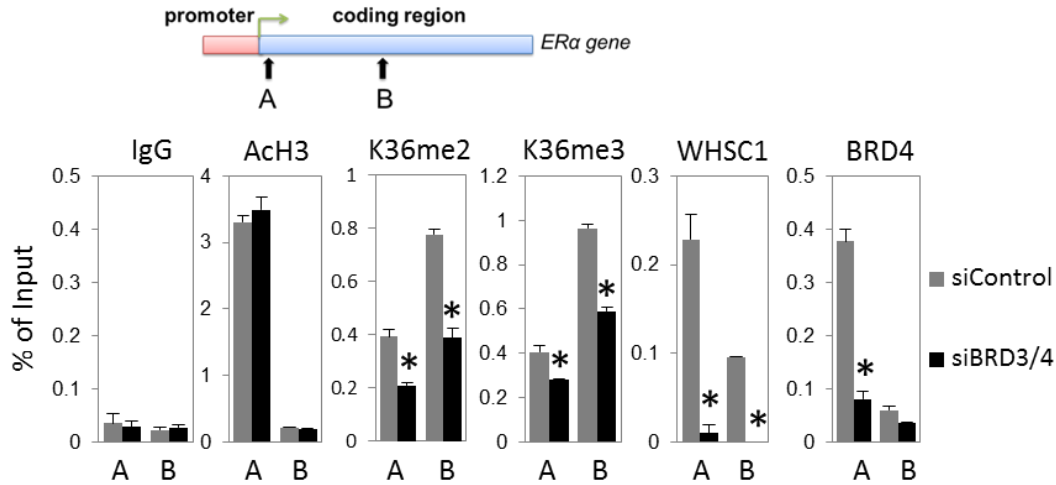 promoter coding region
ERα gene
A B
IgG AcH3 K36me2 K36me3 WHSC1 BRD4
% of Input
0.5 4 1 1.2 0.3 0.5
0.4 3 0.8 1 0.2 0.4
0.3 2 0.6 0.8 0.1 0.3
0.2 1 0.4 0.6 0 0.2
0.1 0 0.2 0.4 0.1
0 0 0.2 0
0
* * * * * * *
siControl
siBRD3/4
A B A B A B A B A B A B